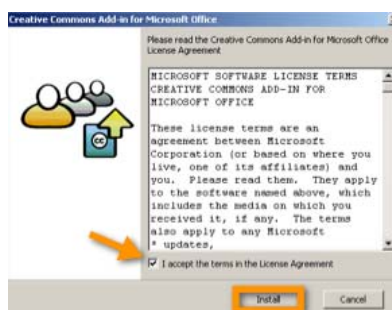 Creative Commons Add-in for Microsoft Office
Please read the Creative Commons Add-in for Microsoft Office
License Agreement
MICROSOFT SOFTWARE LICENSE TERMS
CREATIVE COMMONS ADD-IN FOR
MICROSOFT OFFICE
These license terms are an
agreement between Microsoft
Corporation (or based on where you
live, one of its affiliates) and
you.  Please read them.  They apply
to the software named above, which
includes the media on which you
received it, if any.  The terms
also apply to any Microsoft
* updates,
I accept the terms in the License Agreement
Install
Cancel